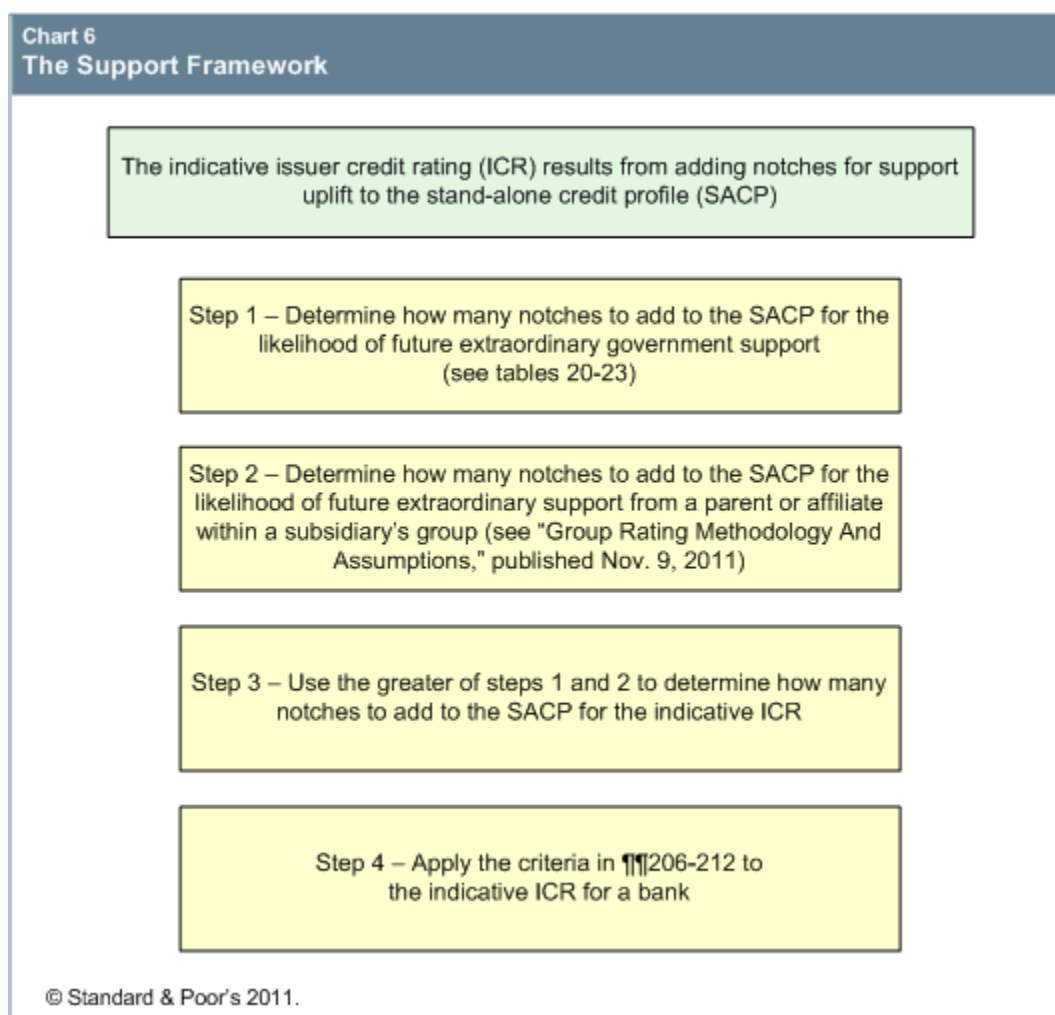 Chart 6
The Support Framework
The indicative issuer credit rating (ICR) results from adding notches for support
uplift to the stand-alone credit profile (SACP)
Step 1 – Determine how many notches to add to the SACP for the
likelihood of future extraordinary government support
(see tables 20-23)
Step 2 – Determine how many notches to add to the SACP for the
likelihood of future extraordinary support from a parent or affiliate
within a subsidiary's group (see "Group Rating Methodology And
Assumptions," published Nov. 9, 2011)
Step 3 – Use the greater of steps 1 and 2 to determine how many
notches to add to the SACP for the indicative ICR
Step 4 – Apply the criteria in ¶¶206-212 to
the indicative ICR for a bank
© Standard & Poor's 2011.